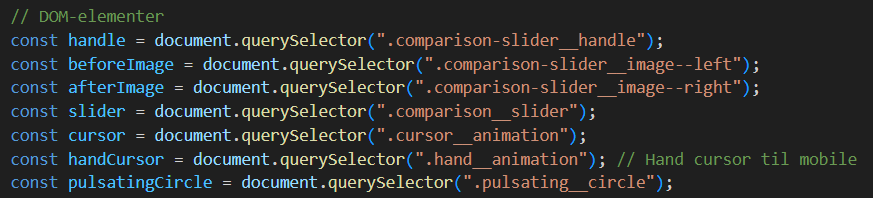 // DOM-elementer
const handle = document.querySelector(".comparison-slider__handle");
const beforeImage = document.querySelector(".comparison-slider__image--left");
const afterImage = document.querySelector(".comparison-slider__image--right");
const slider = document.querySelector(".comparison__slider");
const cursor = document.querySelector(".cursor__animation");
const handCursor = document.querySelector(".hand__animation"); // Hand cursor til mobile
const pulsatingCircle = document.querySelector(".pulsating__circle");